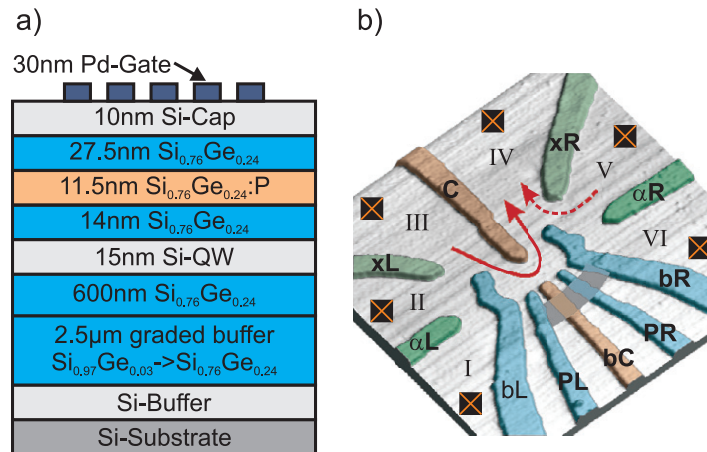 a)
30nm Pd-Gate
10nm Si-Cap
27.5nm Si0.76Ge0.24
11.5nm Si0.76Ge0.24:P
14nm Si0.76Ge0.24
15nm Si-QW
600nm Si0.76Ge0.24
2.5µm graded buffer
Si0.97Ge0.03->Si0.76Ge0.24
Si-Buffer
Si-Substrate
b)
xR
IV
V
C
αR
III
VI
xL
bR
II
PR
αL
bC
I
bL
PL